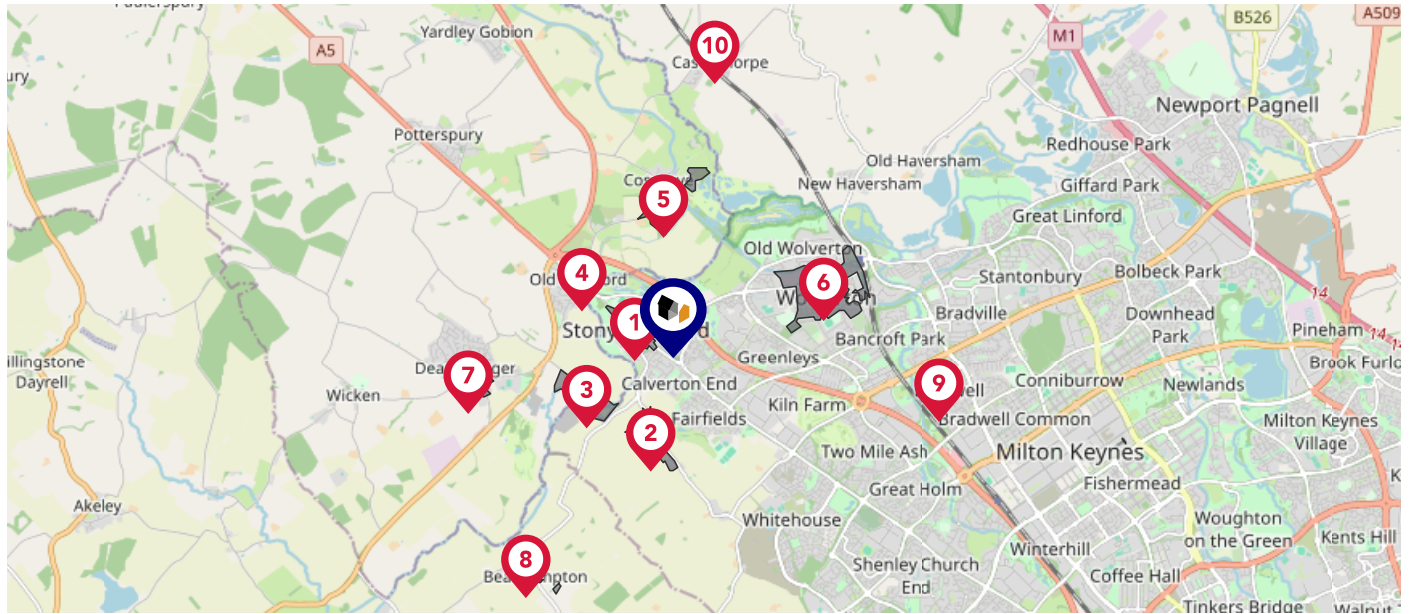 Yardley Gobion
A5
10
M1
B526
A509
Newport Pagnell
Potterspury
Redhouse Park
Old Haversham
New Haversham
Giffard Park
5
Great Linford
Old Wolverton
4
6
Stantonbury
Bolbeck Park
14
1
Bradville
Downhead
Park
Pineham
14
Bancroft Park
Greenleys
7
Wicken
3
Calverton End
9
Conniburrow
Newlands
Kiln Farm
Fairfields
Bradwell Common
Milton Keynes
Village
2
Two Mile Ash
Milton Keynes
Great Holm
Fishermead
Akeley
Whitehouse
Woughton
on the Green
Kents Hill
8
Winterhill
Shenley Church
End
Coffee Hall
Tinkers Bridge